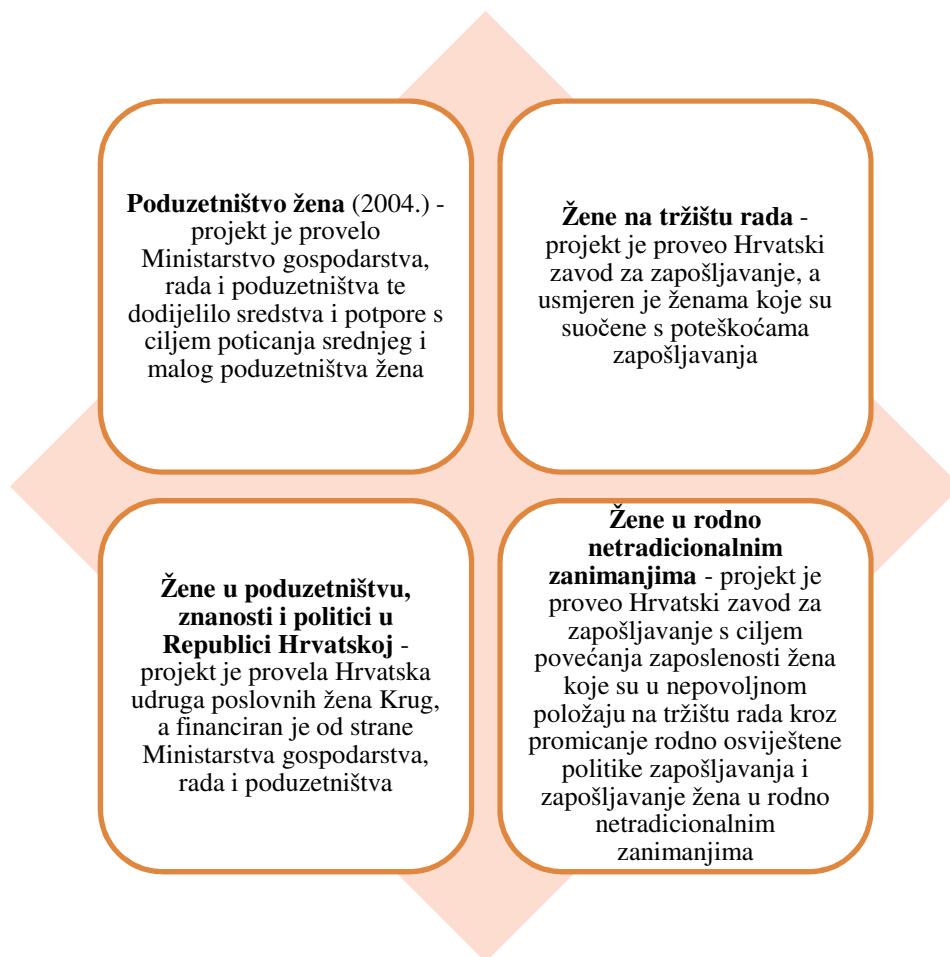 Poduzetništvo žena (2004.) -
projekt je provelo
Ministarstvo gospodarstva,
rada i poduzetništva te
dodijelilo sredstva i potpore s
ciljem poticanja srednjeg i
malog poduzetništva žena
Žene na tržištu rada -
projekt je proveo Hrvatski
zavod za zapošljavanje, a
usmjeren je ženama koje su
suočene s poteškoćama
zapošljavanja
Žene u poduzetništvu,
znanosti i politici u
Republici Hrvatskoj -
projekt je provela Hrvatska
udruga poslovnih žena Krug,
a financiran je od strane
Ministarstva gospodarstva,
rada i poduzetništva
Žene u rodno
netradicionalnim
zanimanjima - projekt je
proveo Hrvatski zavod za
zapošljavanje s ciljem
povećanja zaposlenosti žena
koje su u nepovoljnom
položaju na tržištu rada kroz
promicanje rodno osviještene
politike zapošljavanja i
zapošljavanje žena u rodno
netradicionalnim
zanimanjima